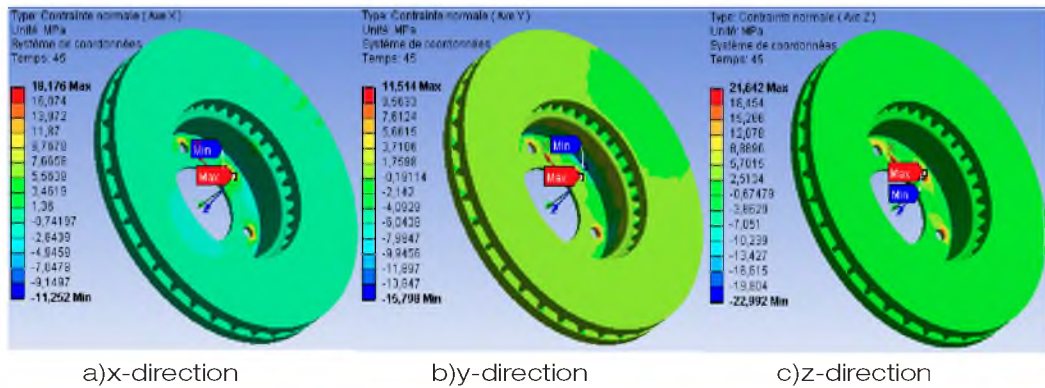 Type: Contrainte normale ( Axe X )
Unité: MPa
Système de coordonnées
Temps: 45
18,176 Max
16,074
13,972
11,87
9,7678
7,6658
5,5639
3,4619
1,36
-0,74197
-2,8439
-4,9459
-7,0478
-9,1497
-11,252 Min
Min
Max
Type: Contrainte normale ( Axe Y )
Unité: MPa
Système de coordonnées
Temps: 45
11,514 Max
9,5633
7,6124
5,6615
3,7106
1,7598
-0,19114
-2,142
-4,0929
-6,0438
-7,9947
-9,9456
-11,897
-13,847
-15,798 Min
Min
Max
Type: Contrainte normale ( Axe Z )
Unité: MPa
Système de coordonnées
Temps: 45
21,642 Max
18,454
15,266
12,078
8,8896
5,7015
2,5134
-0,67479
-3,8629
-7,051
-10,239
-13,427
-16,615
-19,804
-22,992 Min
Max
Min
a)x-direction
b)y-direction
c)z-direction